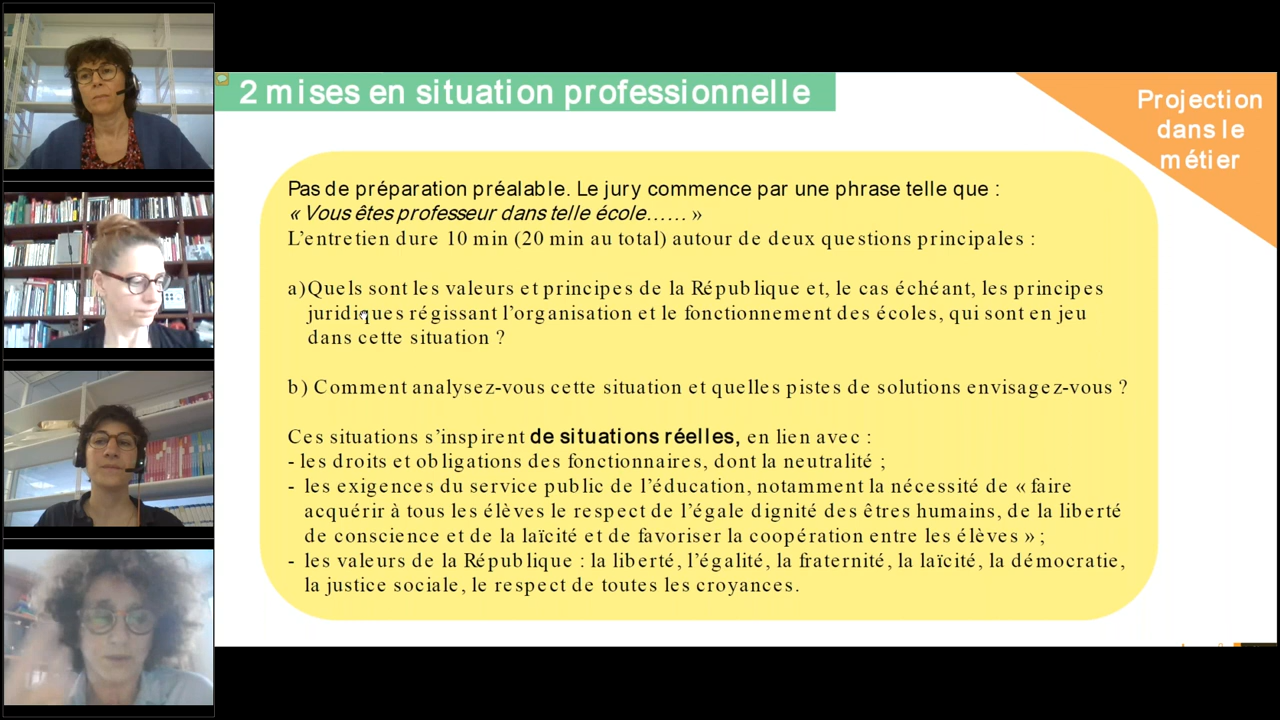 2 mises en situation professionnelle
Projection
dans le
métier
Pas de préparation préalable. Le jury commence par une phrase telle que :
« Vous êtes professeur dans telle école…… »
L’entretien dure 10 min (20 min au total) autour de deux questions principales :
a)Quels sont les valeurs et principes de la République et, le cas échéant, les principes
juridiques régissant l’organisation et le fonctionnement des écoles, qui sont en jeu
dans cette situation ?
b) Comment analysez-vous cette situation et quelles pistes de solutions envisagez-vous ?
Ces situations s’inspirent de situations réelles, en lien avec :
- les droits et obligations des fonctionnaires, dont la neutralité ;
- les exigences du service public de l’éducation, notamment la nécessité de « faire
acquérir à tous les élèves le respect de l’égale dignité des êtres humains, de la liberté
de conscience et de la laïcité et de favoriser la coopération entre les élèves » ;
- les valeurs de la République : la liberté, l’égalité, la fraternité, la laïcité, la démocratie,
la justice sociale, le respect de toutes les croyances.